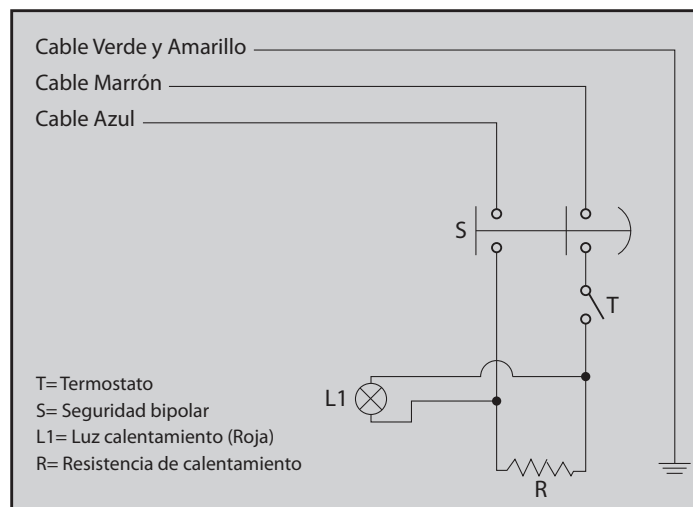 Cable Verde y Amarillo
Cable Marrón
Cable Azul
S
T
L1
T= Termostato
S= Seguridad bipolar
L1= Luz calentamiento (Roja)
R= Resistencia de calentamiento
R